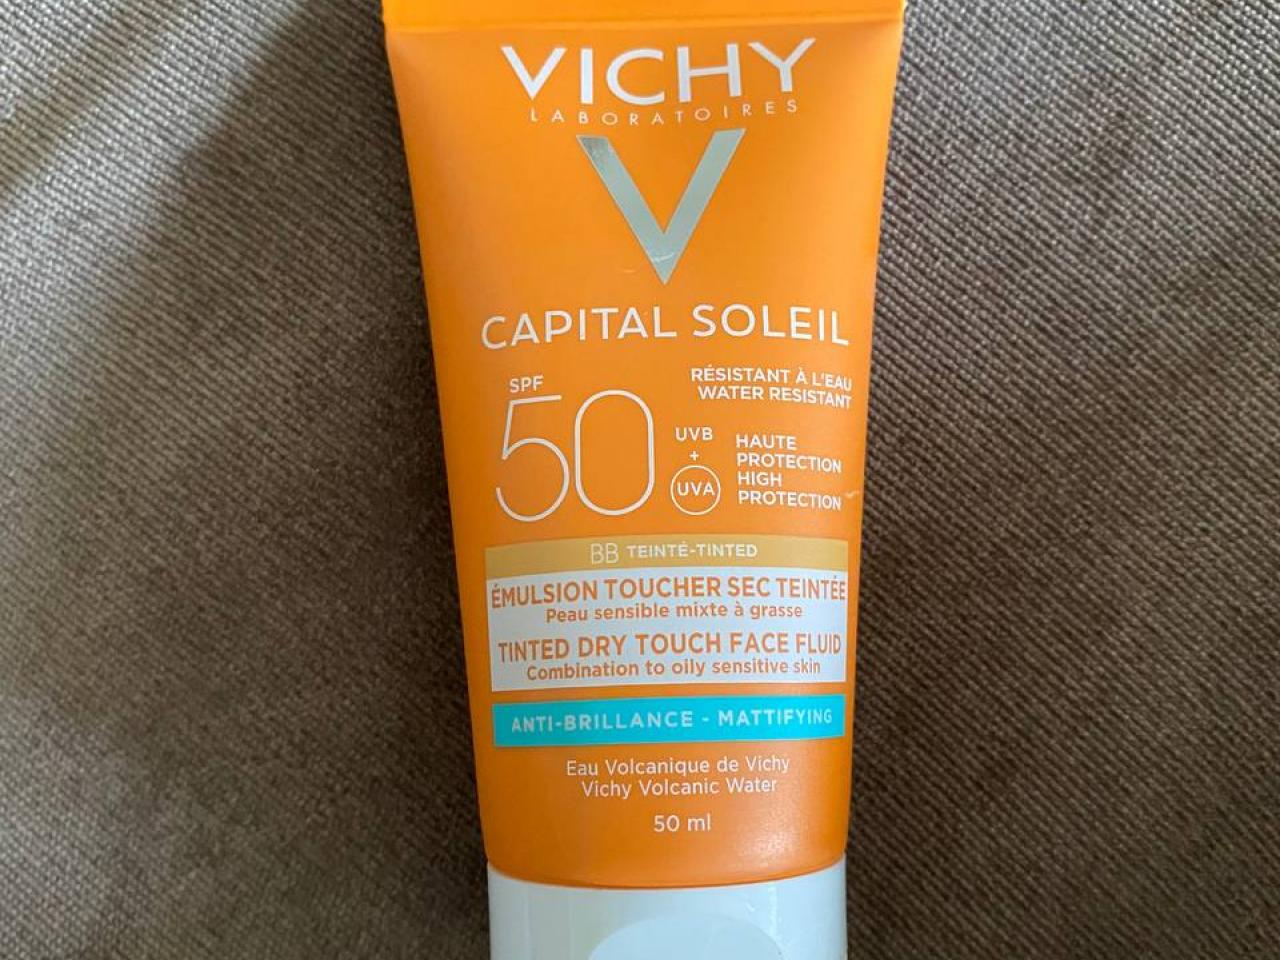 VICHY
LABORATOIRES
CAPITAL SOLEIL
SPF
50
RÉSISTANT À L'EAU
WATER RESISTANT
UVB
+
UVA
HAUTE
PROTECTION
HIGH
PROTECTION
BB TEINTÉ-TINTED
ÉMULSION TOUCHER SEC TEINTÉE
Peau sensible mixte à grasse
TINTED DRY TOUCH FACE FLUID
Combination to oily sensitive skin
ANTI-BRILLANCE - MATTIFYING
Eau Volcanique de Vichy
Vichy Volcanic Water
50 ml